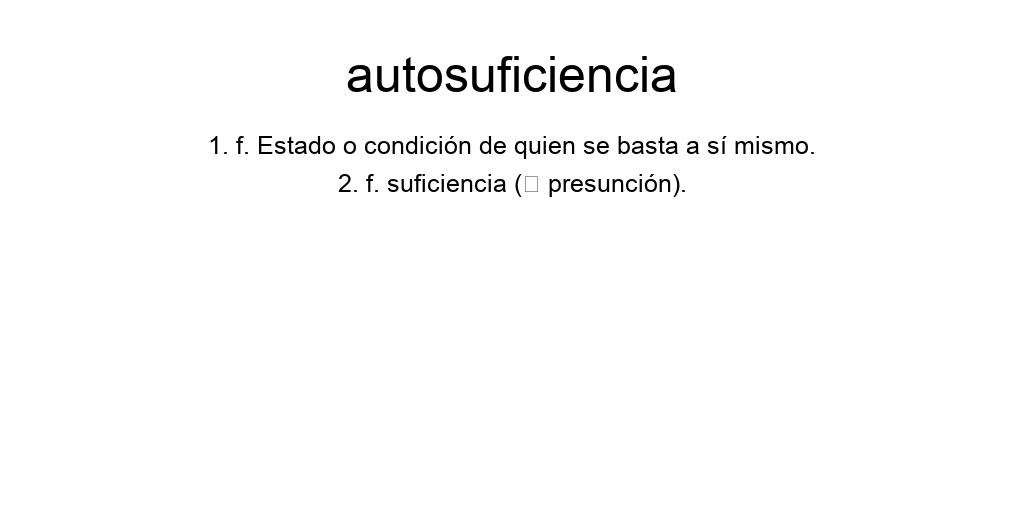 autosuficiencia
1. f. Estado o condición de quien se basta a sí mismo.
2. f. suficiencia (□ presunción).